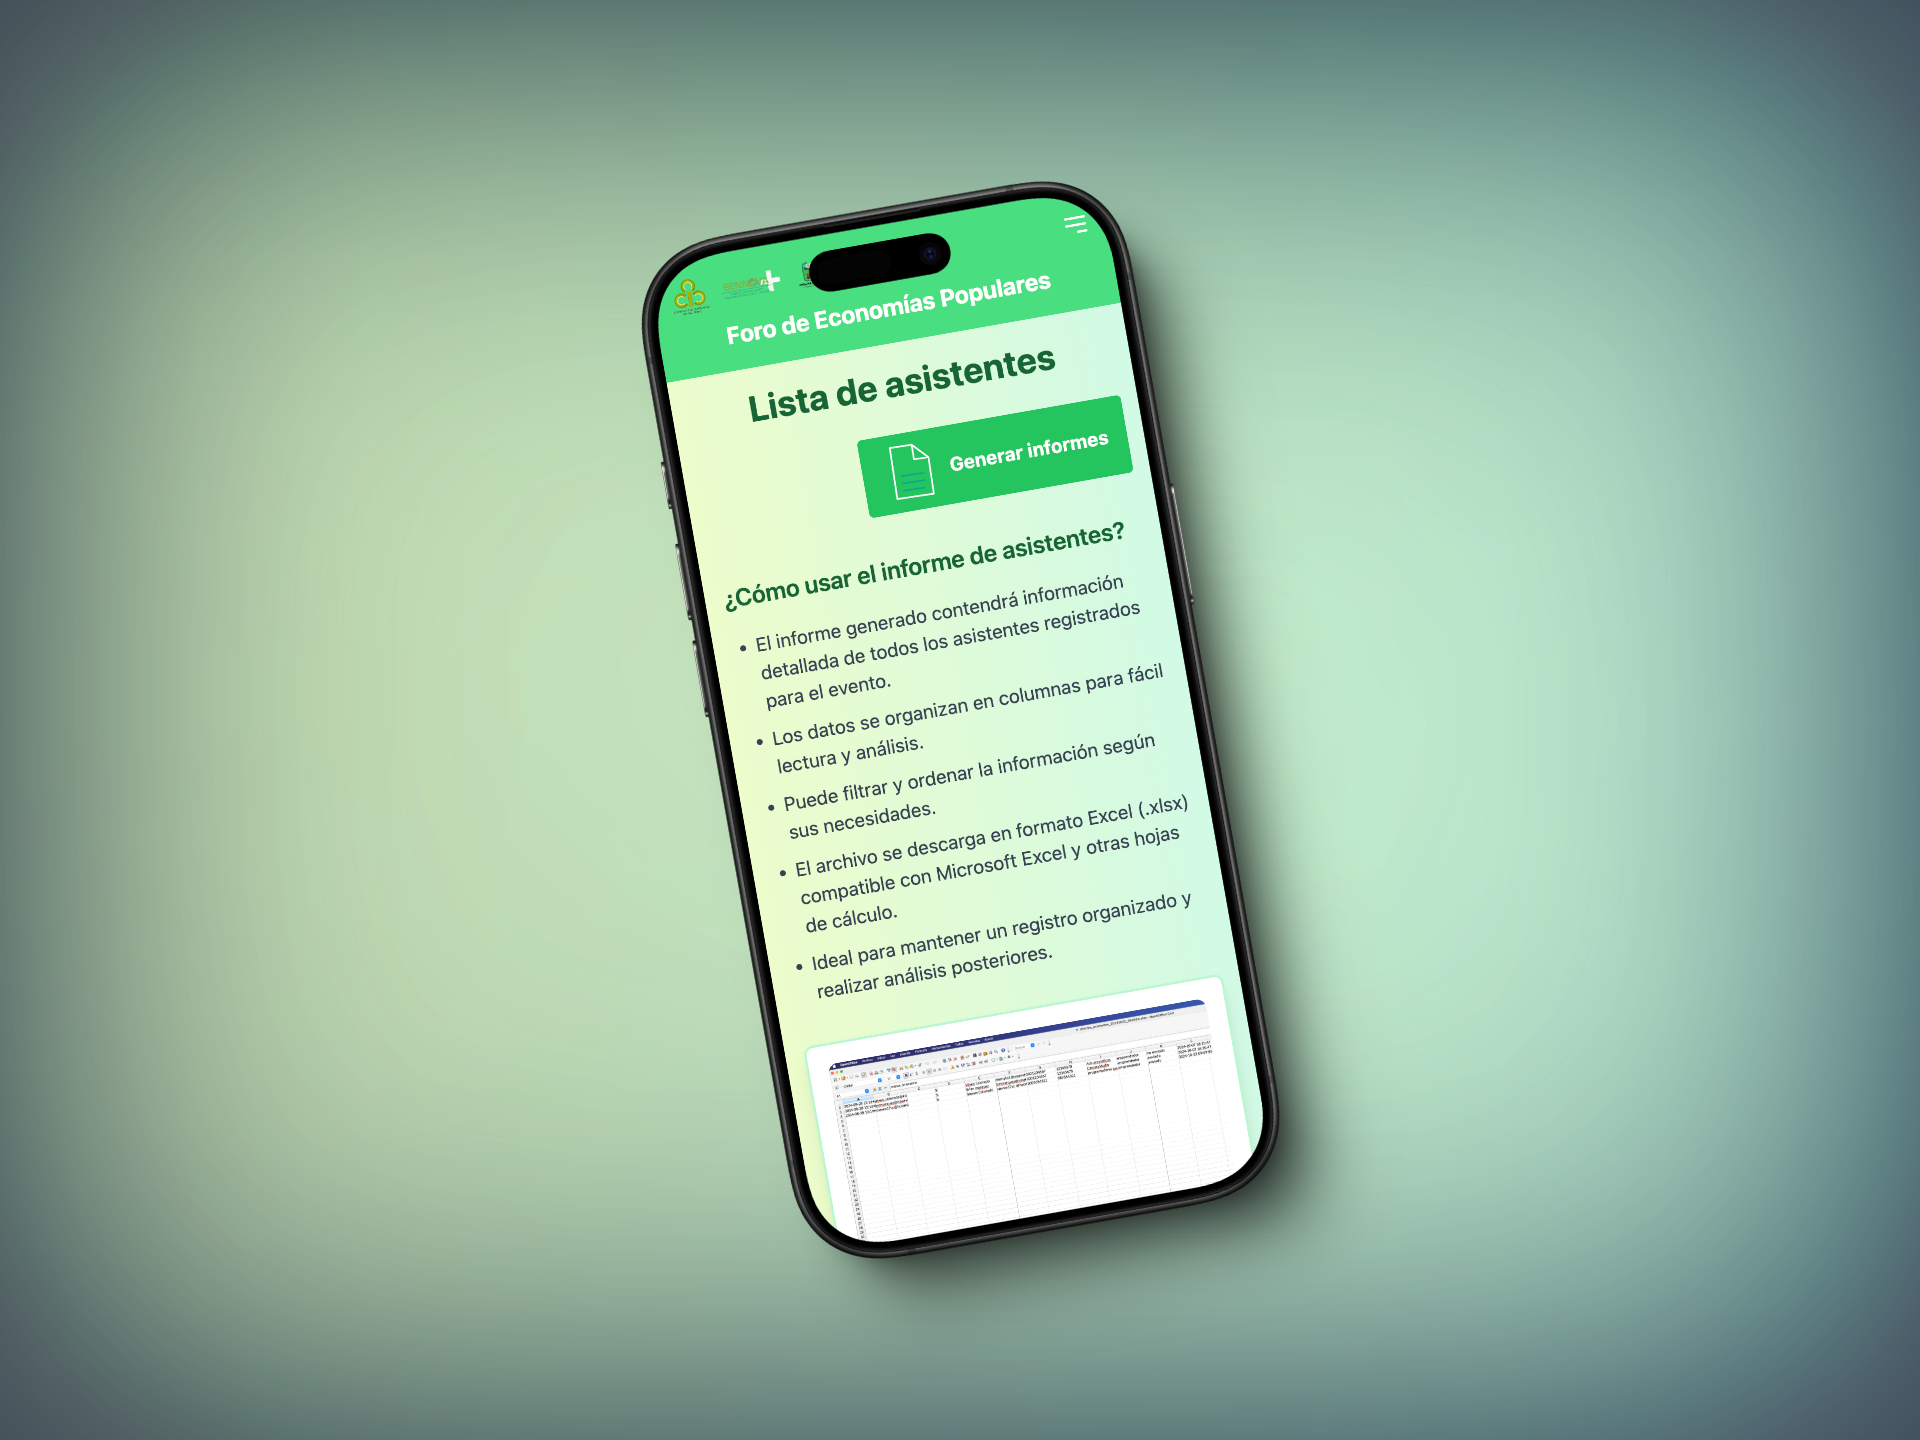 SENNOVA
Foro de Economías Populares
Lista de asistentes
Generar informes
¿Cómo usar el informe de asistentes?
• El informe generado contendrá información
detallada de todos los asistentes registrados
para el evento.
• Los datos se organizan en columnas para fácil
lectura y análisis.
• Puede filtrar y ordenar la información según
sus necesidades.
• El archivo se descarga en formato Excel (.xlsx)
compatible con Microsoft Excel y otras hojas
de cálculo.
• Ideal para mantener un registro organizado y
realizar análisis posteriores.